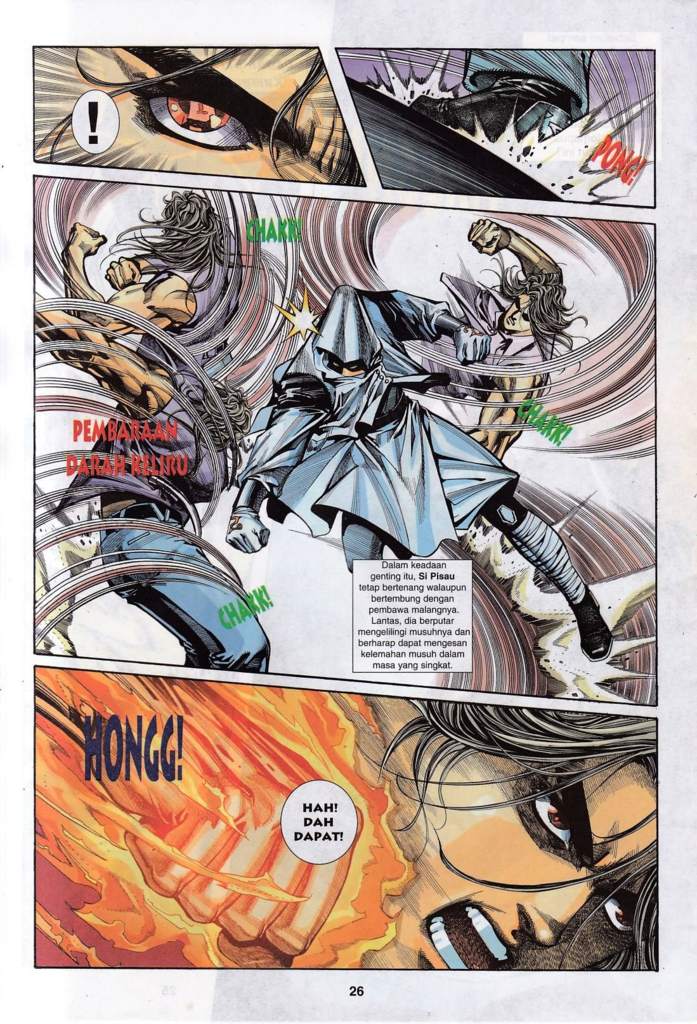 !
PONG!
CHAKK!
PEMBARAAN
DARAH KELIRU
CHAKK!
CHAKK!
Dalam keadaan
genting itu, Si Pisau
tetap bertenang walaupun
bertembung dengan
pembawa malangnya.
Lantas, dia berputar
mengelilingi musuhnya dan
berharap dapat mengesan
kelemahan musuh dalam
masa yang singkat.
HONGG!
HAH!
DAH
DAPAT!
26